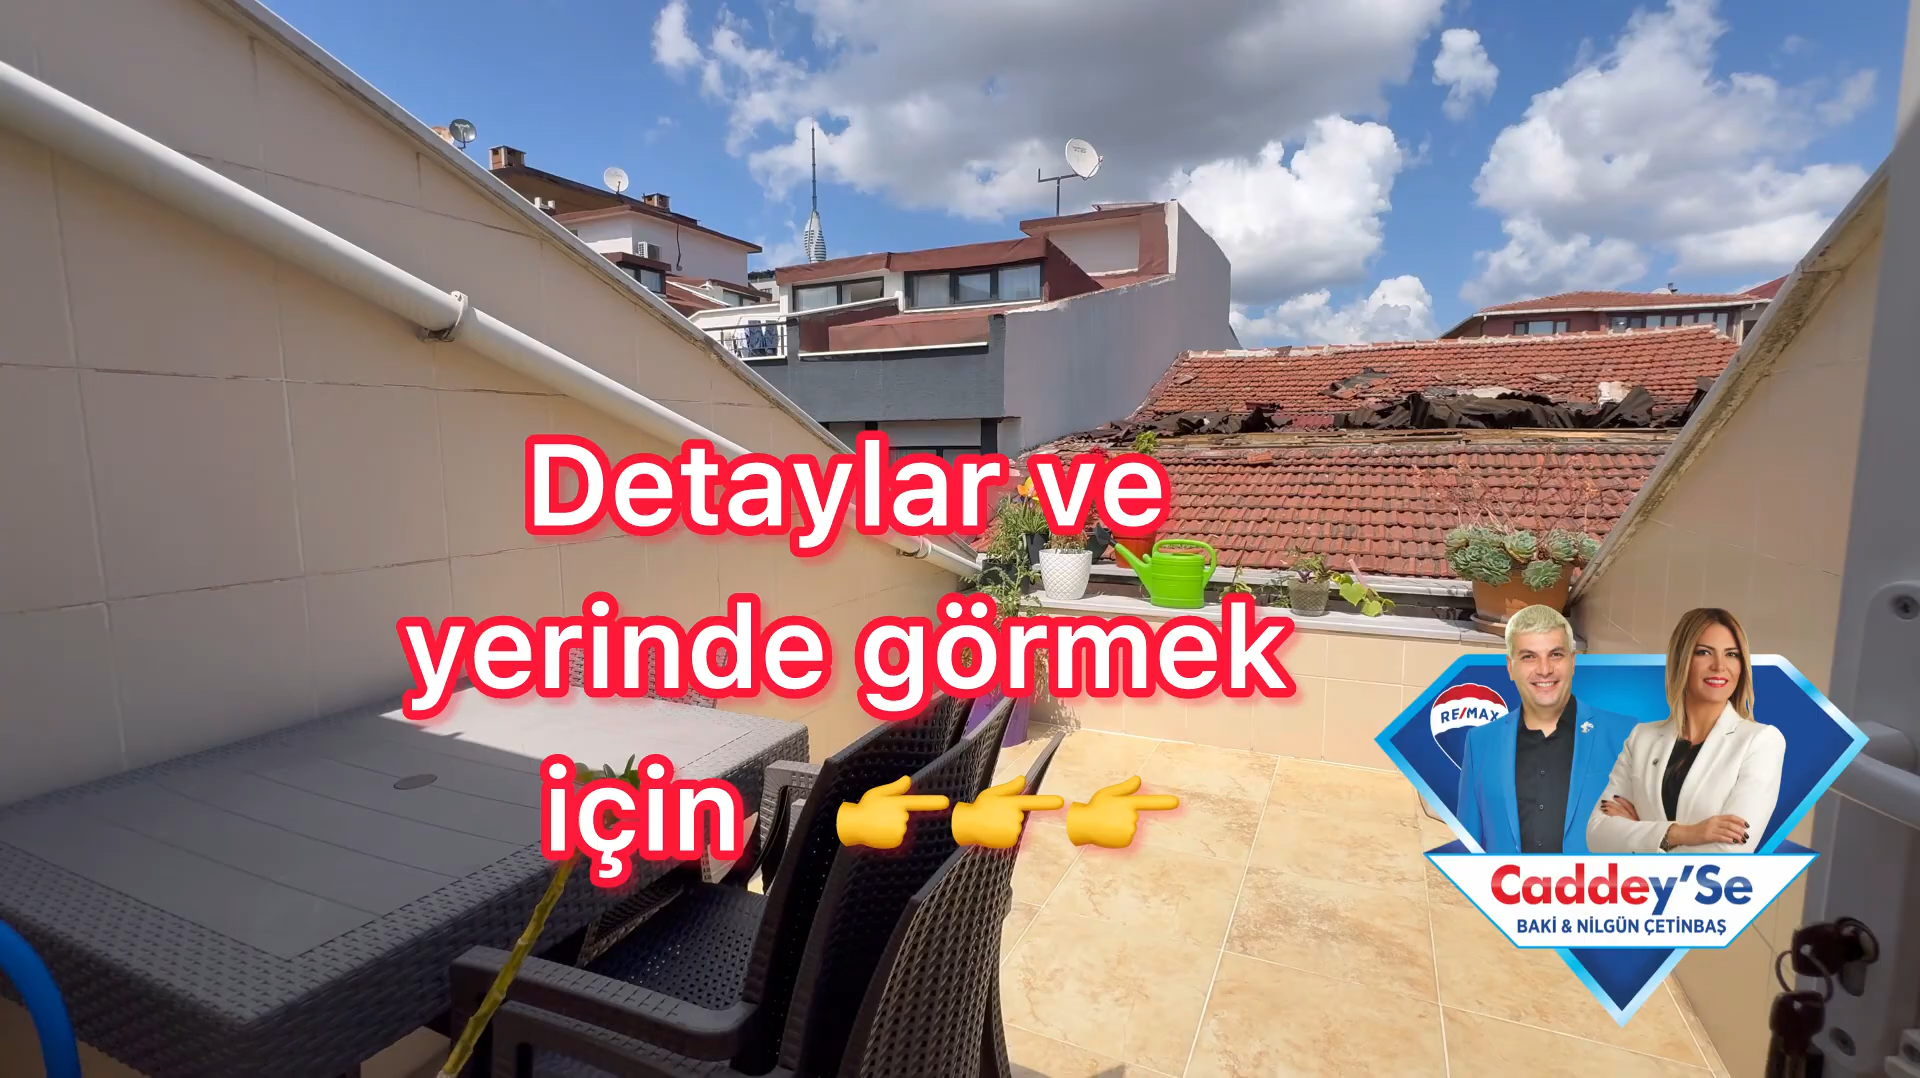 Detaylar ve
yerinde görmek
için 👉👉👉
RE/MAX
Caddey'Se
BAKİ & NİLGÜN ÇETİNBAŞ